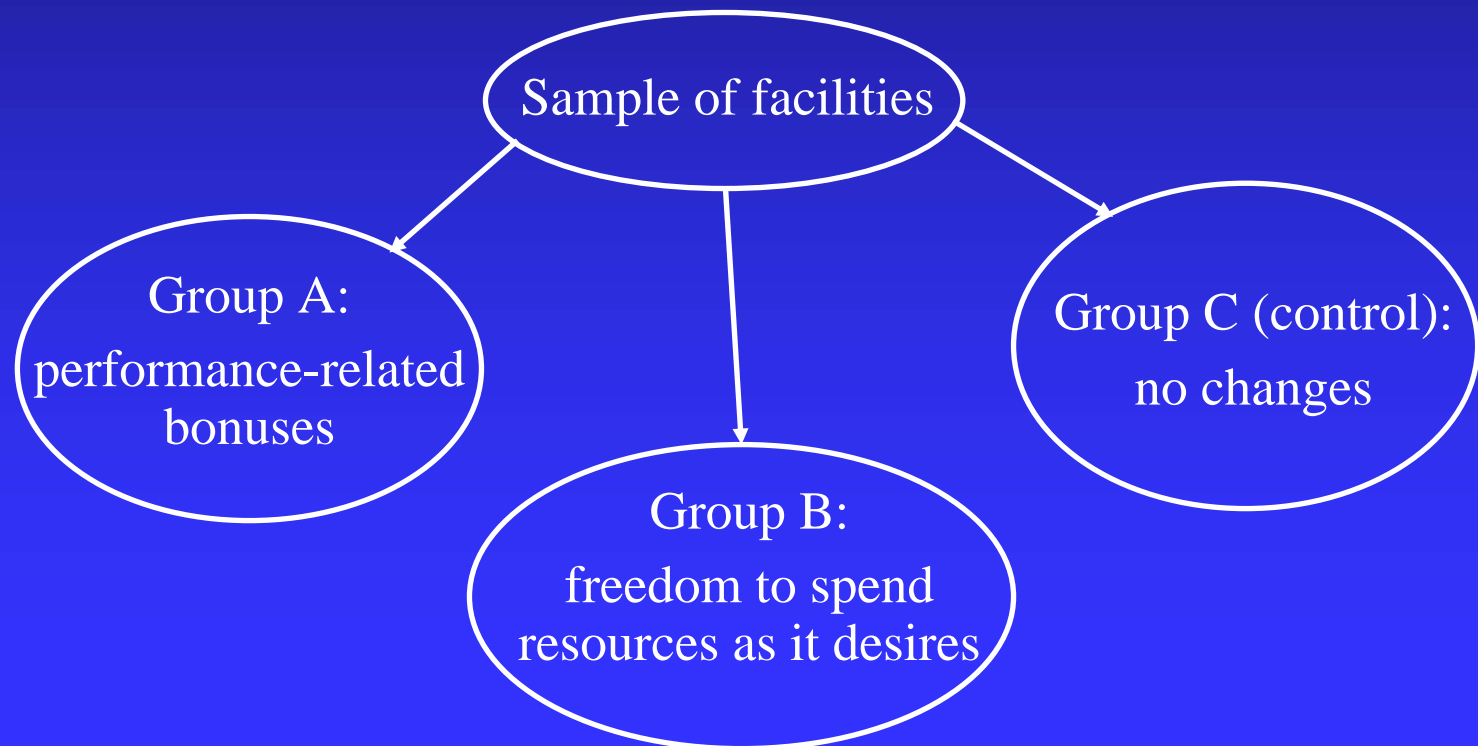 Sample of facilities
Group A:
performance-related
bonuses
Group B:
freedom to spend
resources as it desires
Group C (control):
no changes